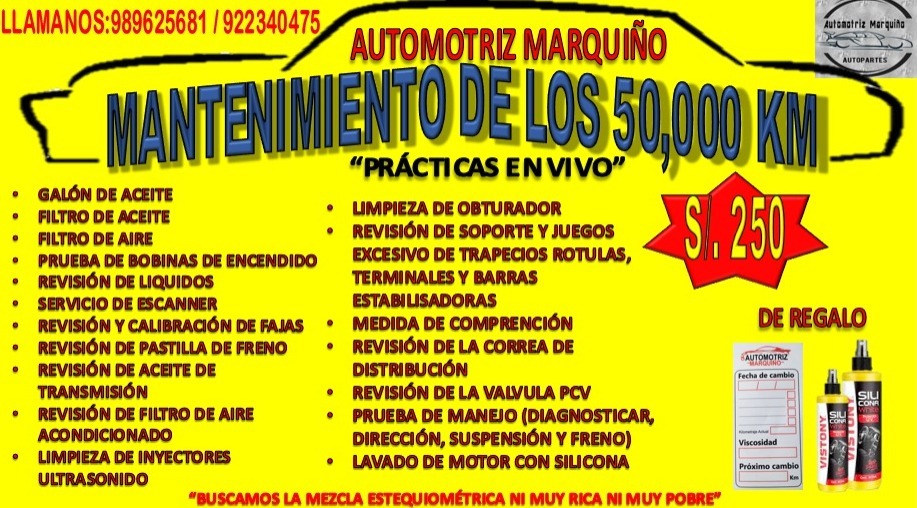 LLAMANOS:989625681 / 922340475
AUTOMOTRIZ MARQUIÑO
Automotriz Marquiño
AUTOPARTES
MANTENIMIENTO DE LOS 50,000 KM
“PRÁCTICAS EN VIVO”
• GALÓN DE ACEITE
• FILTRO DE ACEITE
• FILTRO DE AIRE
• PRUEBA DE BOBINAS DE ENCENDIDO
• REVISIÓN DE LIQUIDOS
• SERVICIO DE ESCANNER
• REVISIÓN Y CALIBRACIÓN DE FAJAS
• REVISIÓN DE PASTILLA DE FRENO
• REVISIÓN DE ACEITE DE
TRANSMISIÓN
• REVISIÓN DE FILTRO DE AIRE
ACONDICIONADO
• LIMPIEZA DE INYECTORES
ULTRASONIDO
• LIMPIEZA DE OBTURADOR
• REVISIÓN DE SOPORTE Y JUEGOS
EXCESIVO DE TRAPECIOS ROTULAS,
TERMINALES Y BARRAS
ESTABILISADORAS
• MEDIDA DE COMPRENCIÓN
• REVISIÓN DE LA CORREA DE
DISTRIBUCIÓN
• REVISIÓN DE LA VALVULA PCV
• PRUEBA DE MANEJO (DIAGNOSTICAR,
DIRECCIÓN, SUSPENSIÓN Y FRENO)
• LAVADO DE MOTOR CON SILICONA
S/. 250
DE REGALO
AUTOMOTRIZ
MARQUIÑO
Fecha de cambio
Kilometraje Actual
Viscosidad
Próximo cambio
Km
VISTONY
SILI
CONA
VISTONY
SILI
CONA
“BUSCAMOS LA MEZCLA ESTEQUIOMÉTRICA NI MUY RICA NI MUY POBRE”